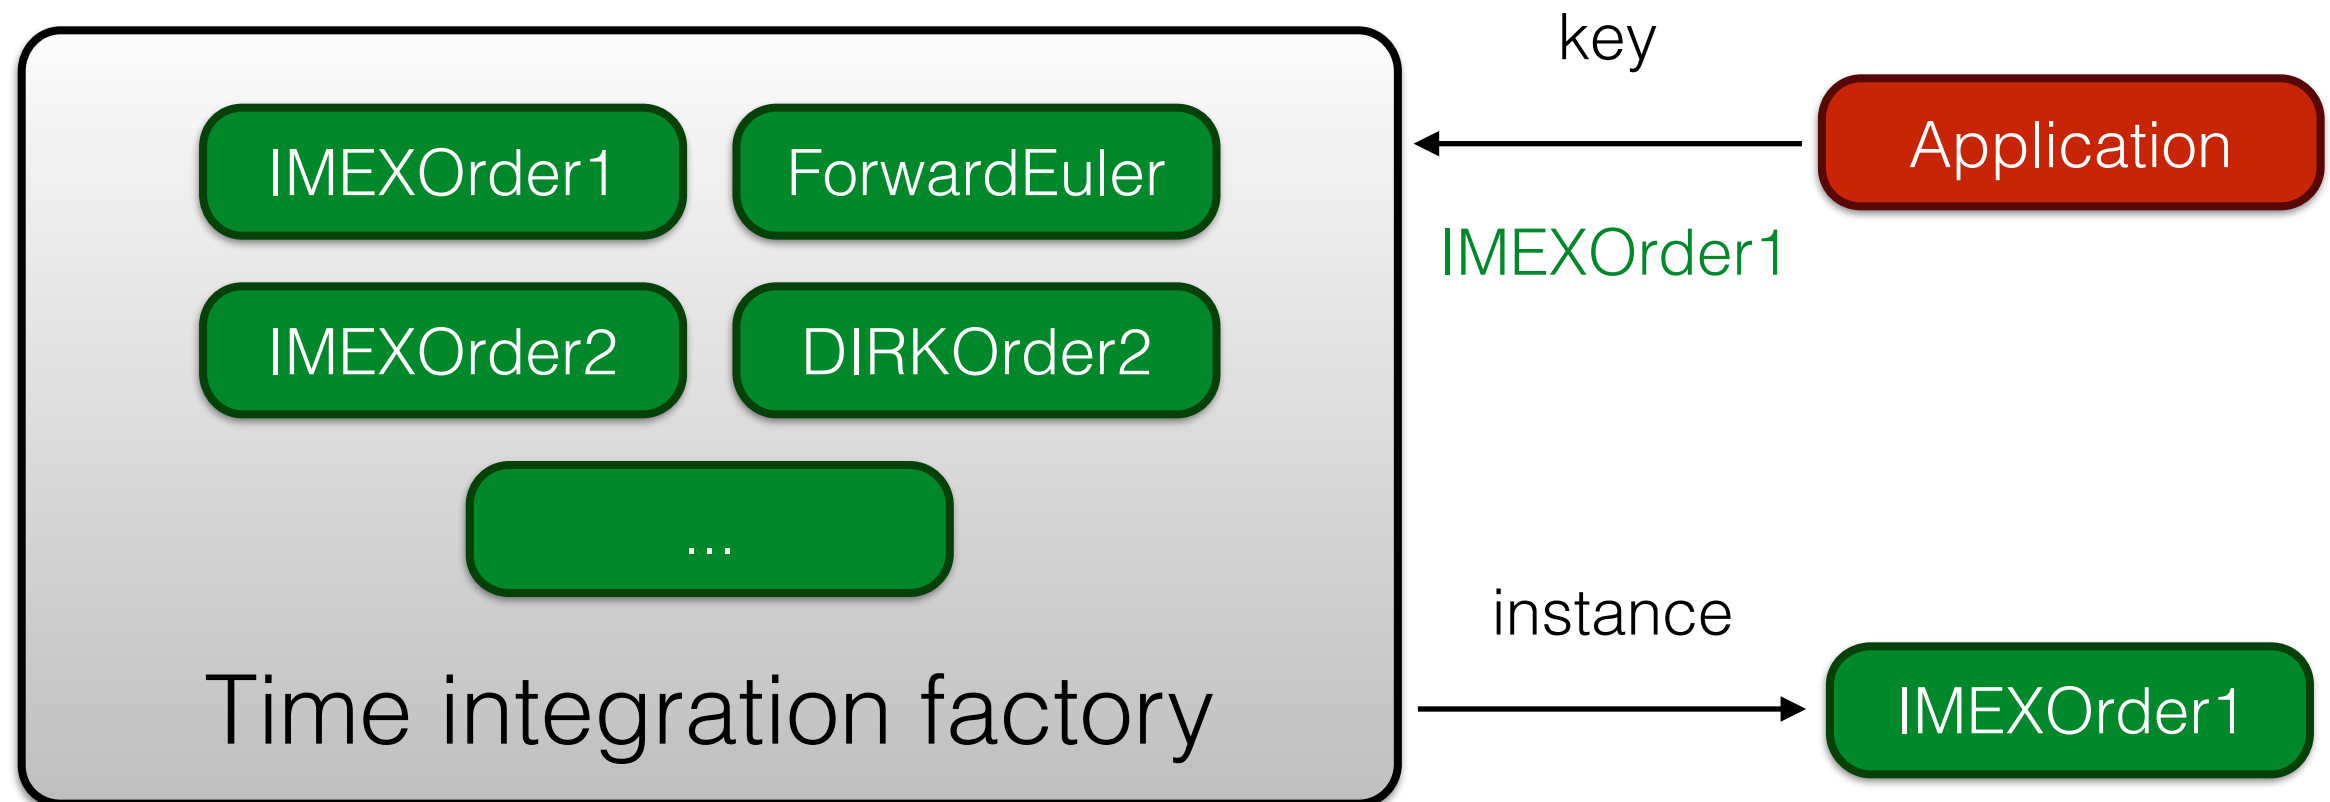 key
IMEXOrder1
ForwardEuler
Application
IMEXOrder1
IMEXOrder2
DIRKOrder2
...
instance
Time integration factory
IMEXOrder1